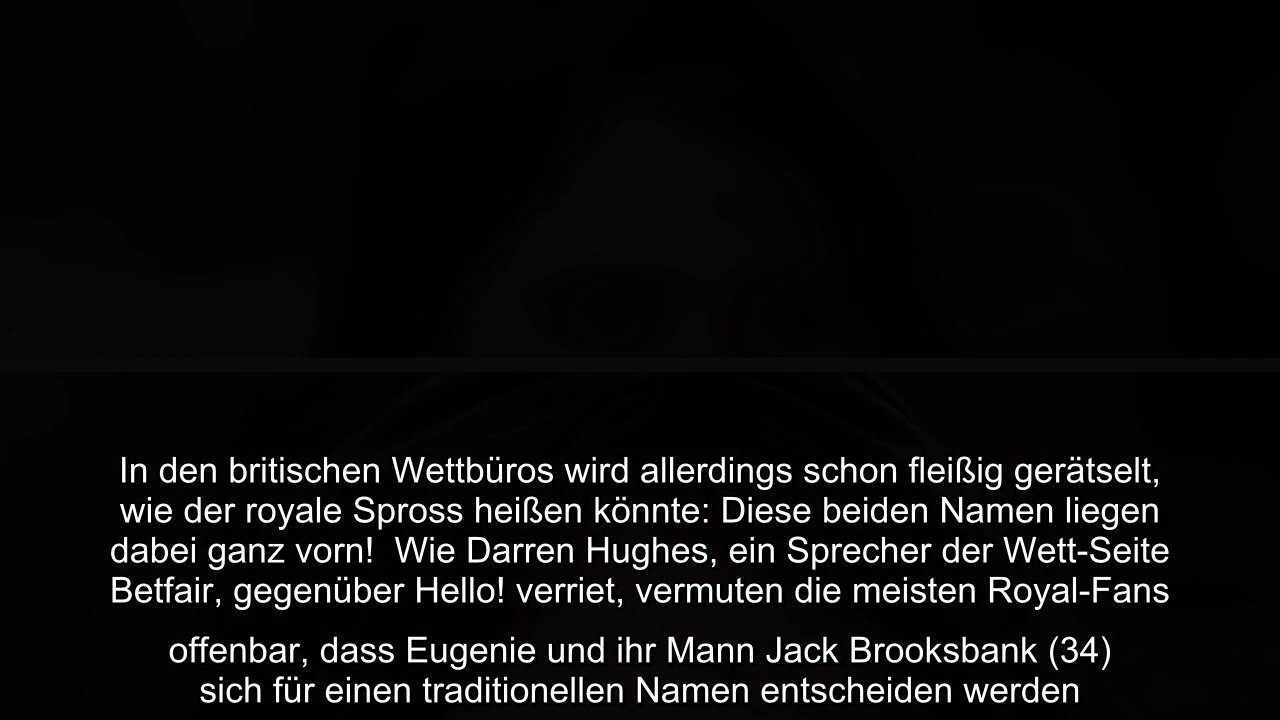 In den britischen Wettbüros wird allerdings schon fleißig gerätselt,
wie der royale Spross heißen könnte: Diese beiden Namen liegen
dabei ganz vorn!  Wie Darren Hughes, ein Sprecher der Wett-Seite
Betfair, gegenüber Hello! verriet, vermuten die meisten Royal-Fans
offenbar, dass Eugenie und ihr Mann Jack Brooksbank (34)
sich für einen traditionellen Namen entscheiden werden